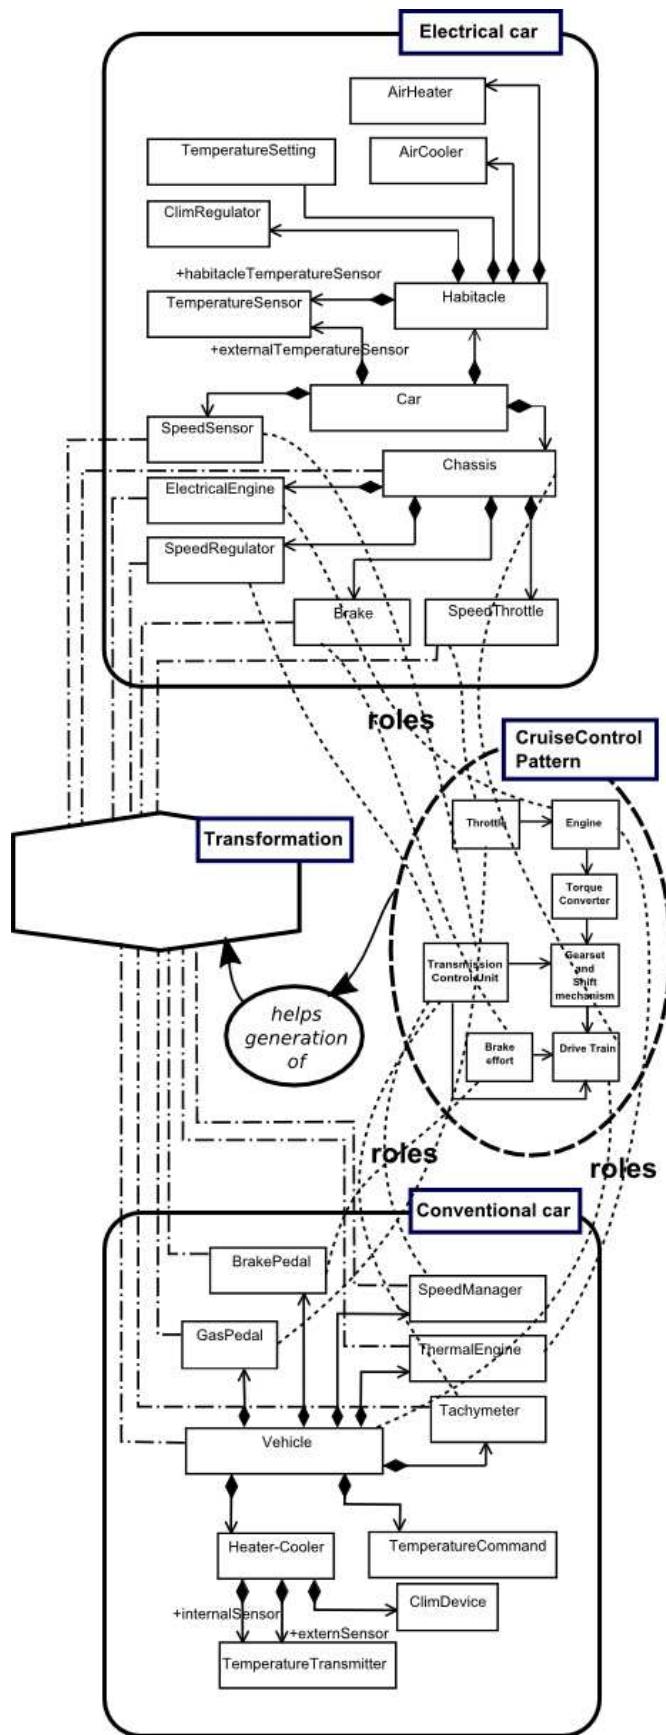 Electrical car
AirHeater
TemperatureSetting
AirCooler
ClimRegulator
+habitacleTemperatureSensor
TemperatureSensor
Habitacle
+externalTemperatureSensor
Car
SpeedSensor
Chassis
ElectricalEngine
SpeedRegulator
Brake
SpeedThrottle
roles
CruiseControl
Pattern
Transformation
Throttle
Engine
Torque
Converter
Transmission
Control Unit
Gearset
and
Shift
mechanism
helps
generation
of
Brake
effort
Drive Train
roles
roles
Conventional car
BrakePedal
SpeedManager
GasPedal
ThermalEngine
Tachymeter
Vehicle
Heater-Cooler
TemperatureCommand
ClimDevice
+internalSensor
+externSensor
TemperatureTransmitter